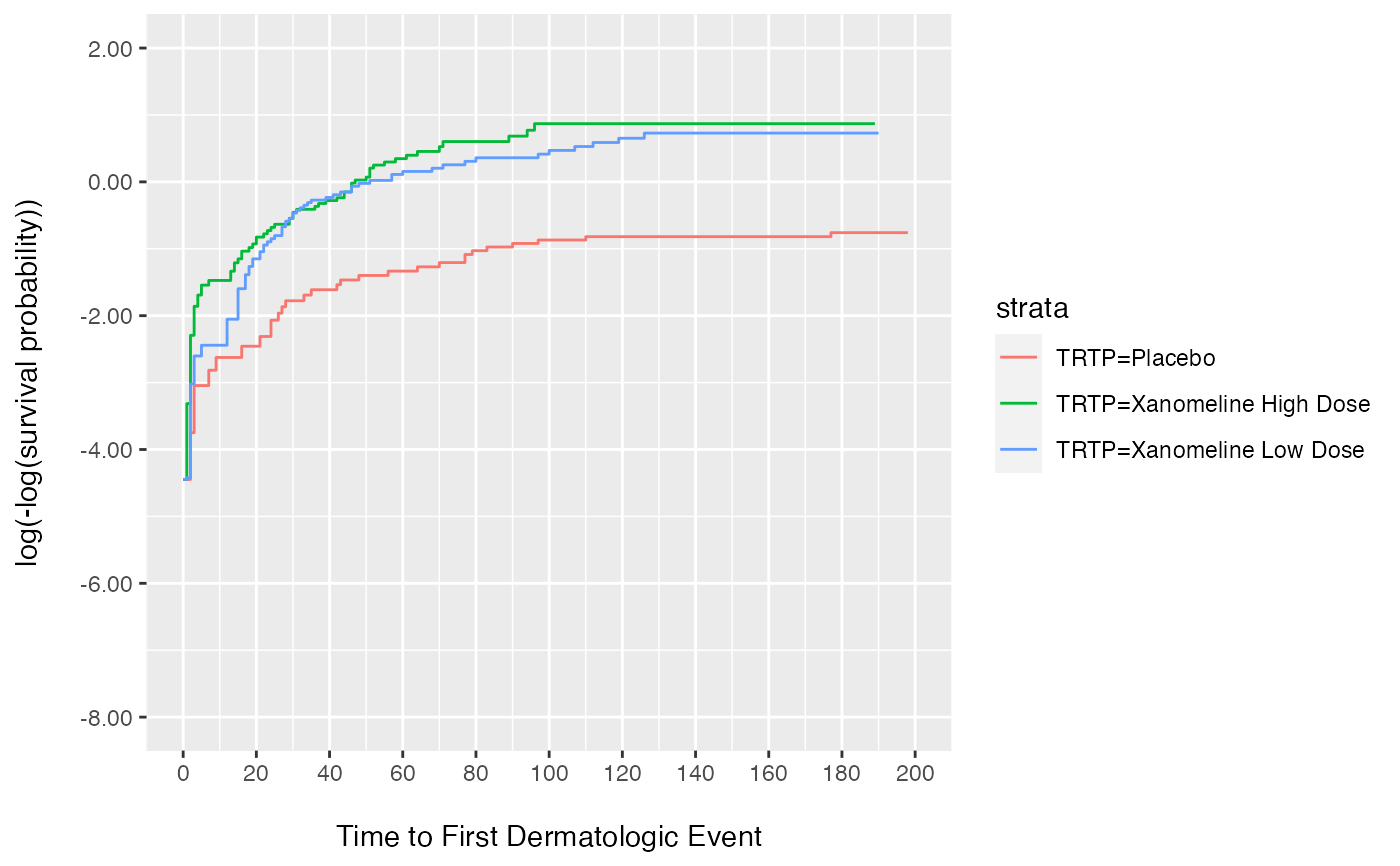 2.00
0.00
-2.00
-4.00
-6.00
-8.00
log(-log(survival probability))
0 20 40 60 80 100 120 140 160 180 200
Time to First Dermatologic Event
strata
TRTP=Placebo
TRTP=Xanomeline High Dose
TRTP=Xanomeline Low Dose